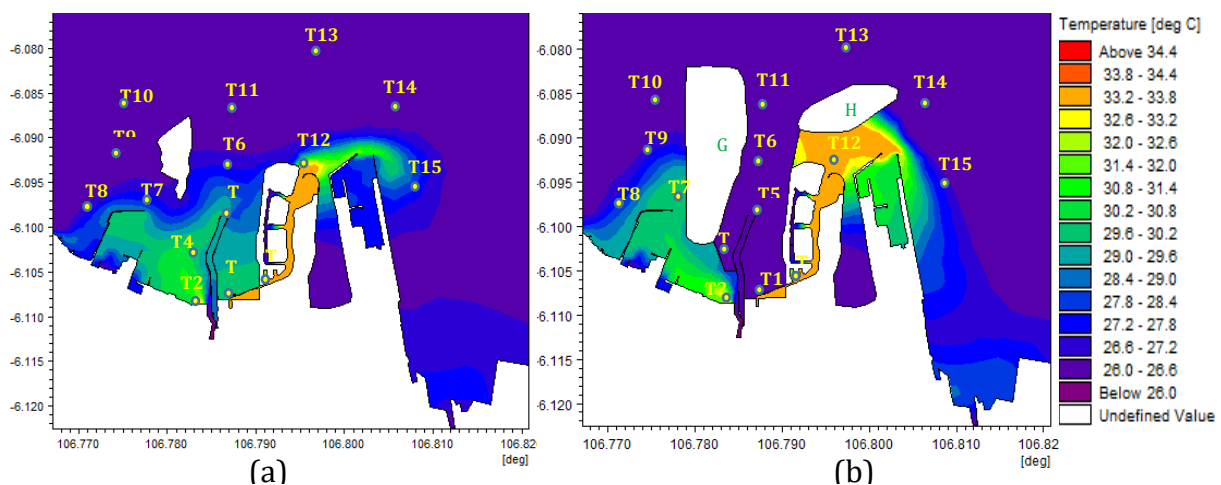 -6.080
-6.085
-6.090
-6.095
-6.100
-6.105
-6.110
-6.115
-6.120
T13
T10
T11
T14
T9
T6
T12
T15
T8
T7
T
T4
T
T
T2
106.770
106.780
106.790
106.800
106.810
106.820
[deg]
(a)
-6.080
-6.085
-6.090
-6.095
-6.100
-6.105
-6.110
-6.115
-6.120
T13
T10
T11
T14
H
T9
G
T6
T12
T15
T8
T7
T5
T
T
T2
T1
106.770
106.780
106.790
106.800
106.810
106.820
[deg]
(b)
Temperature [deg C]
Above 34.4
33.8 - 34.4
33.2 - 33.8
32.6 - 33.2
32.0 - 32.6
31.4 - 32.0
30.8 - 31.4
30.2 - 30.8
29.6 - 30.2
29.0 - 29.6
28.4 - 29.0
27.8 - 28.4
27.2 - 27.8
26.6 - 27.2
26.0 - 26.6
Below 26.0
Undefined Value